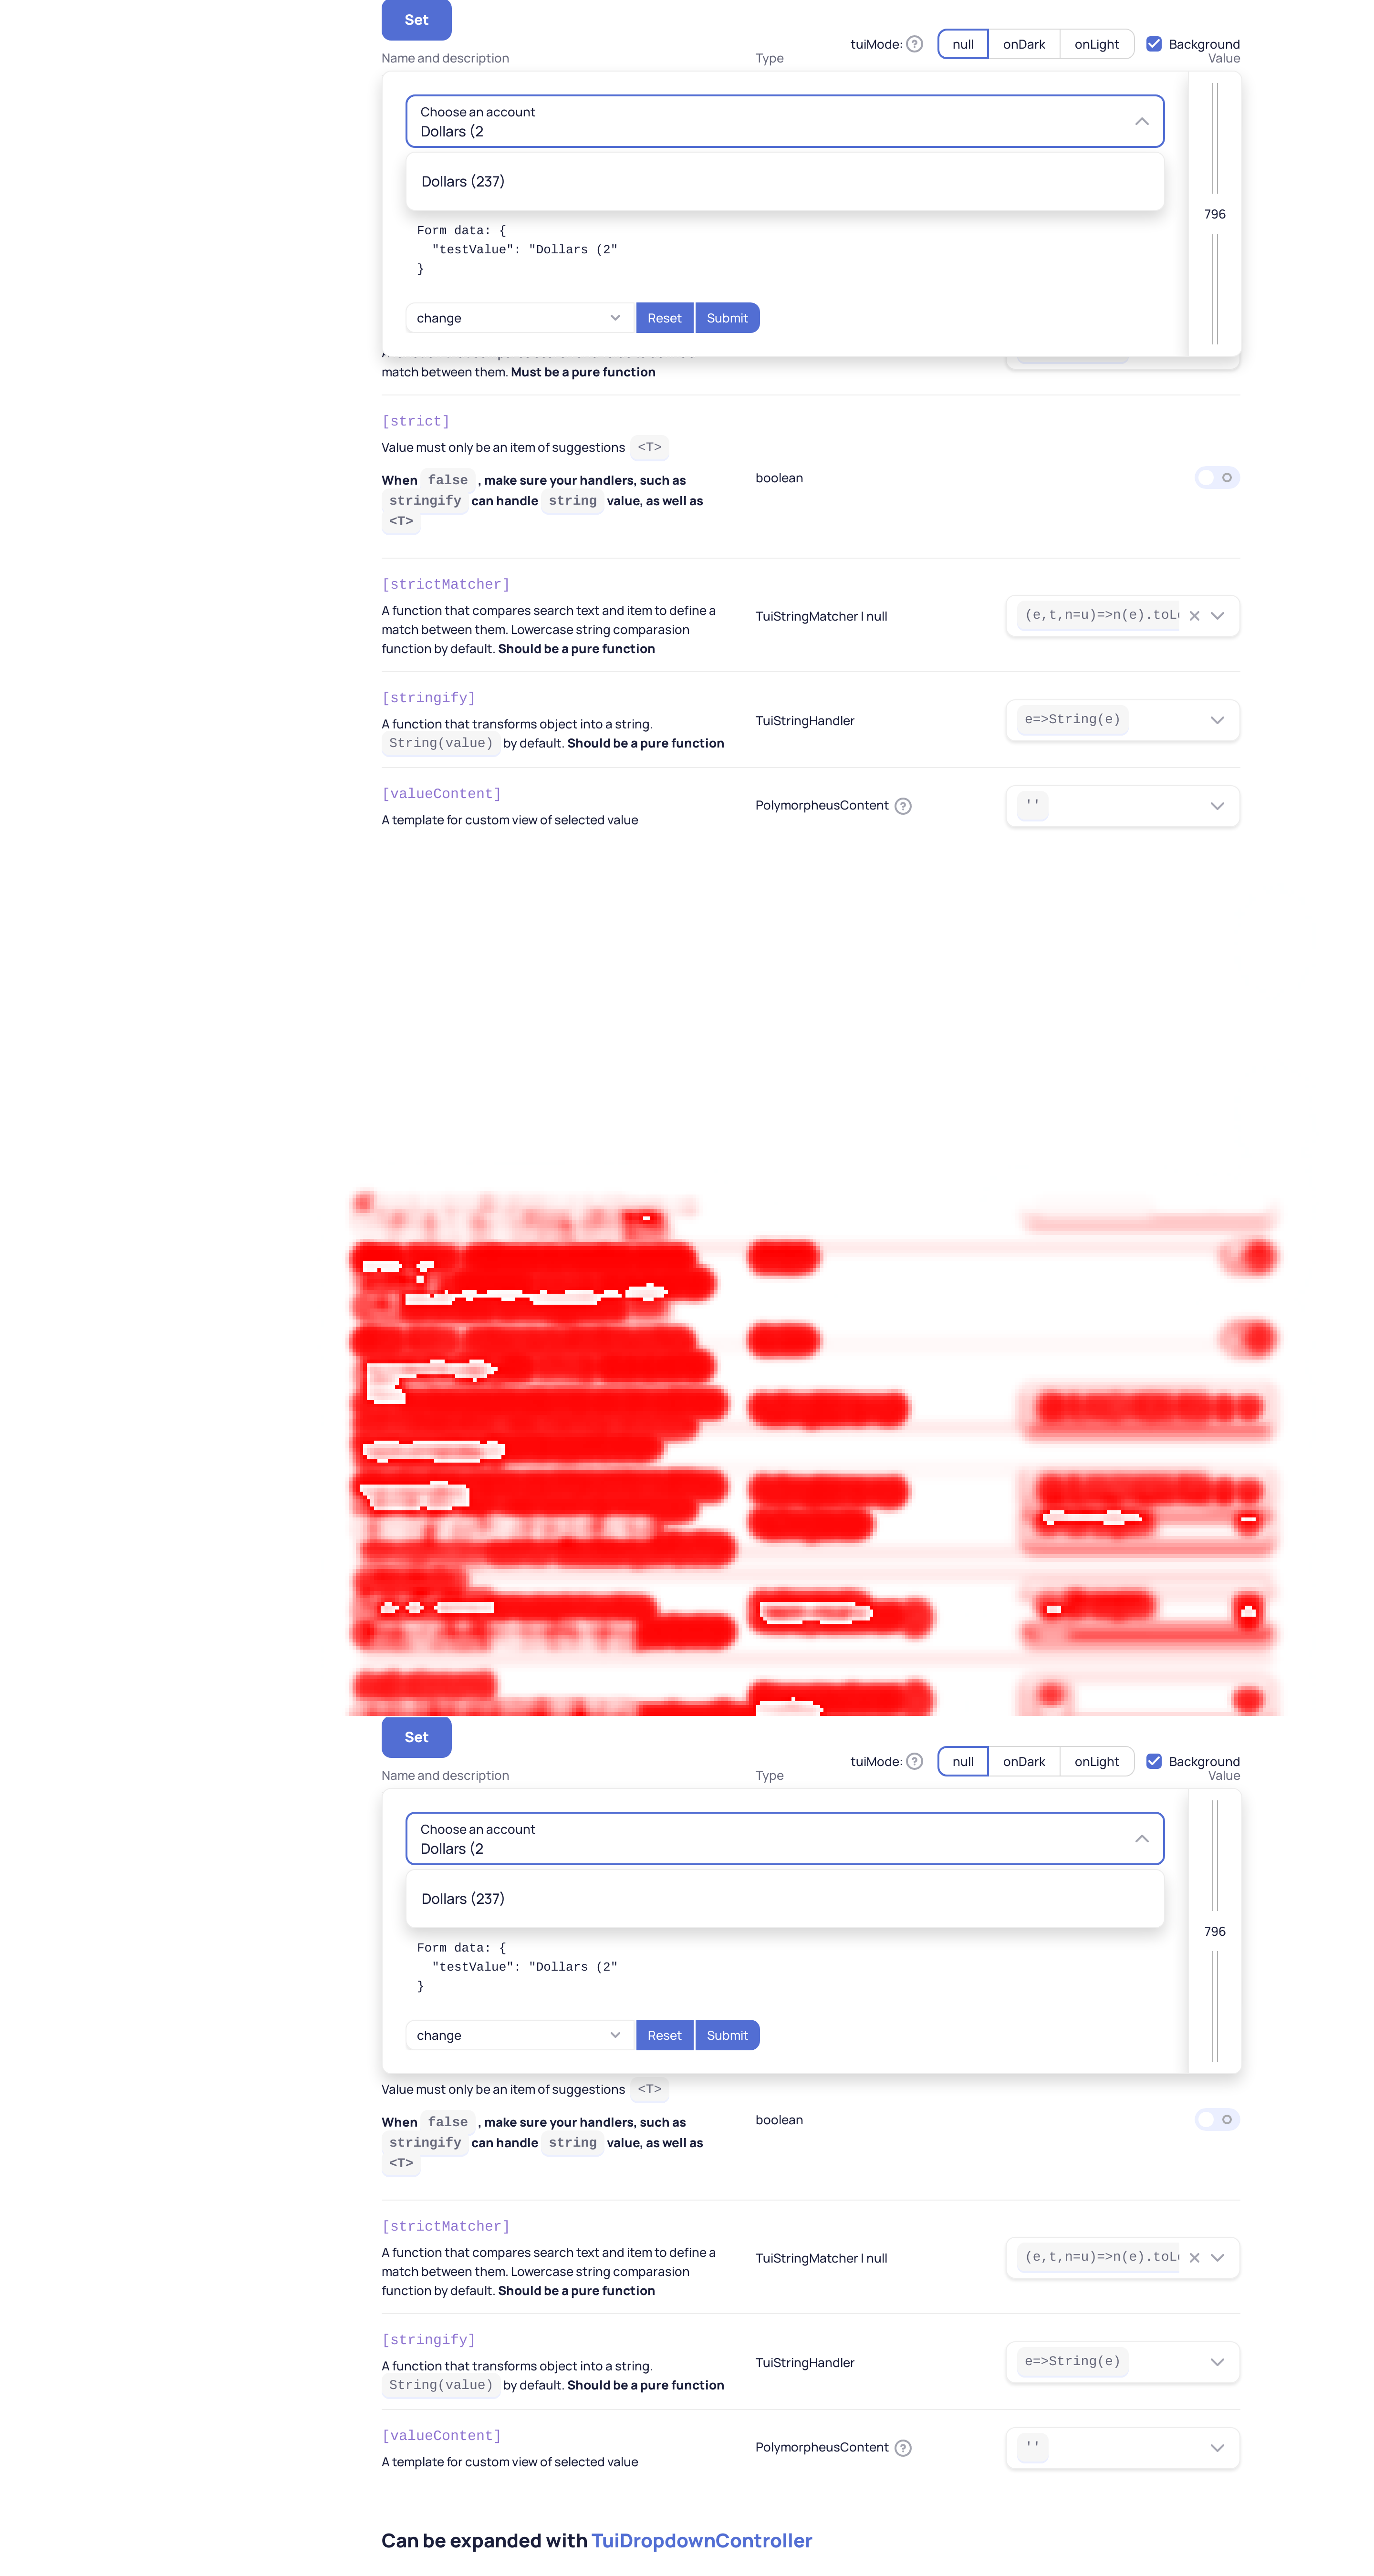 Set
tuiMode: ? null onDark onLight Background
Name and description Type Value
Choose an account
Dollars (2
Dollars (237)
796
Form data: {
"testValue": "Dollars (2"
}
change Reset Submit
match between them. Must be a pure function
[strict]
Value must only be an item of suggestions <T>
When false , make sure your handlers, such as
stringify can handle string value, as well as
<T>
boolean
[strictMatcher]
A function that compares search text and item to define a
match between them. Lowercase string comparasion
function by default. Should be a pure function
TuiStringMatcher | null
(e,t,n=u)=>n(e).toLo
[stringify]
A function that transforms object into a string.
String(value) by default. Should be a pure function
TuiStringHandler
e=>String(e)
[valueContent]
A template for custom view of selected value
PolymorpheusContent ?
''
Set
tuiMode: ? null onDark onLight Background
Name and description Type Value
Choose an account
Dollars (2
Dollars (237)
796
Form data: {
"testValue": "Dollars (2"
}
change Reset Submit
Value must only be an item of suggestions <T>
When false , make sure your handlers, such as
stringify can handle string value, as well as
<T>
boolean
[strictMatcher]
A function that compares search text and item to define a
match between them. Lowercase string comparasion
function by default. Should be a pure function
TuiStringMatcher | null
(e,t,n=u)=>n(e).toLo
[stringify]
A function that transforms object into a string.
String(value) by default. Should be a pure function
TuiStringHandler
e=>String(e)
[valueContent]
A template for custom view of selected value
PolymorpheusContent ?
''
Can be expanded with TuiDropdownController